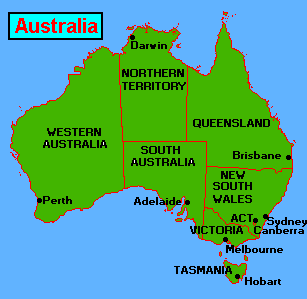 Australia
Darwin
NORTHERN
TERRITORY
QUEENSLAND
WESTERN
AUSTRALIA
SOUTH
AUSTRALIA
Brisbane
NEW
SOUTH
WALES
Perth
Adelaide
ACT
Sydney
VICTORIA
Canberra
Melbourne
TASMANIA
Hobart